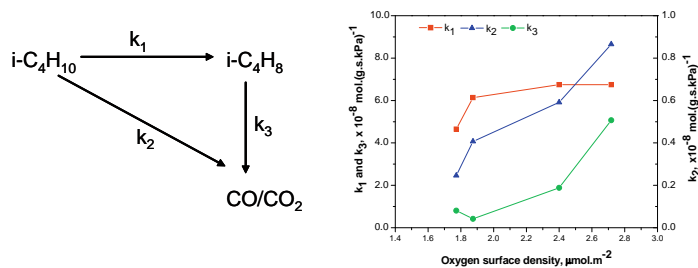 k₁
i-C₄H₁₀
i-C₄H₈
k₂
k₃
CO/CO₂
k₁ k₂ k₃
k₁ and k₃, x 10⁻⁸ mol.(g.s.kPa)⁻¹
10.0
8.0
6.0
4.0
2.0
0.0
1.0
0.8
0.6
0.4
0.2
0.0
k₂, x10⁻⁸ mol.(g.s.kPa)⁻¹
1.4 1.6 1.8 2.0 2.2 2.4 2.6 2.8 3.0
Oxygen surface density, μmol.m⁻²